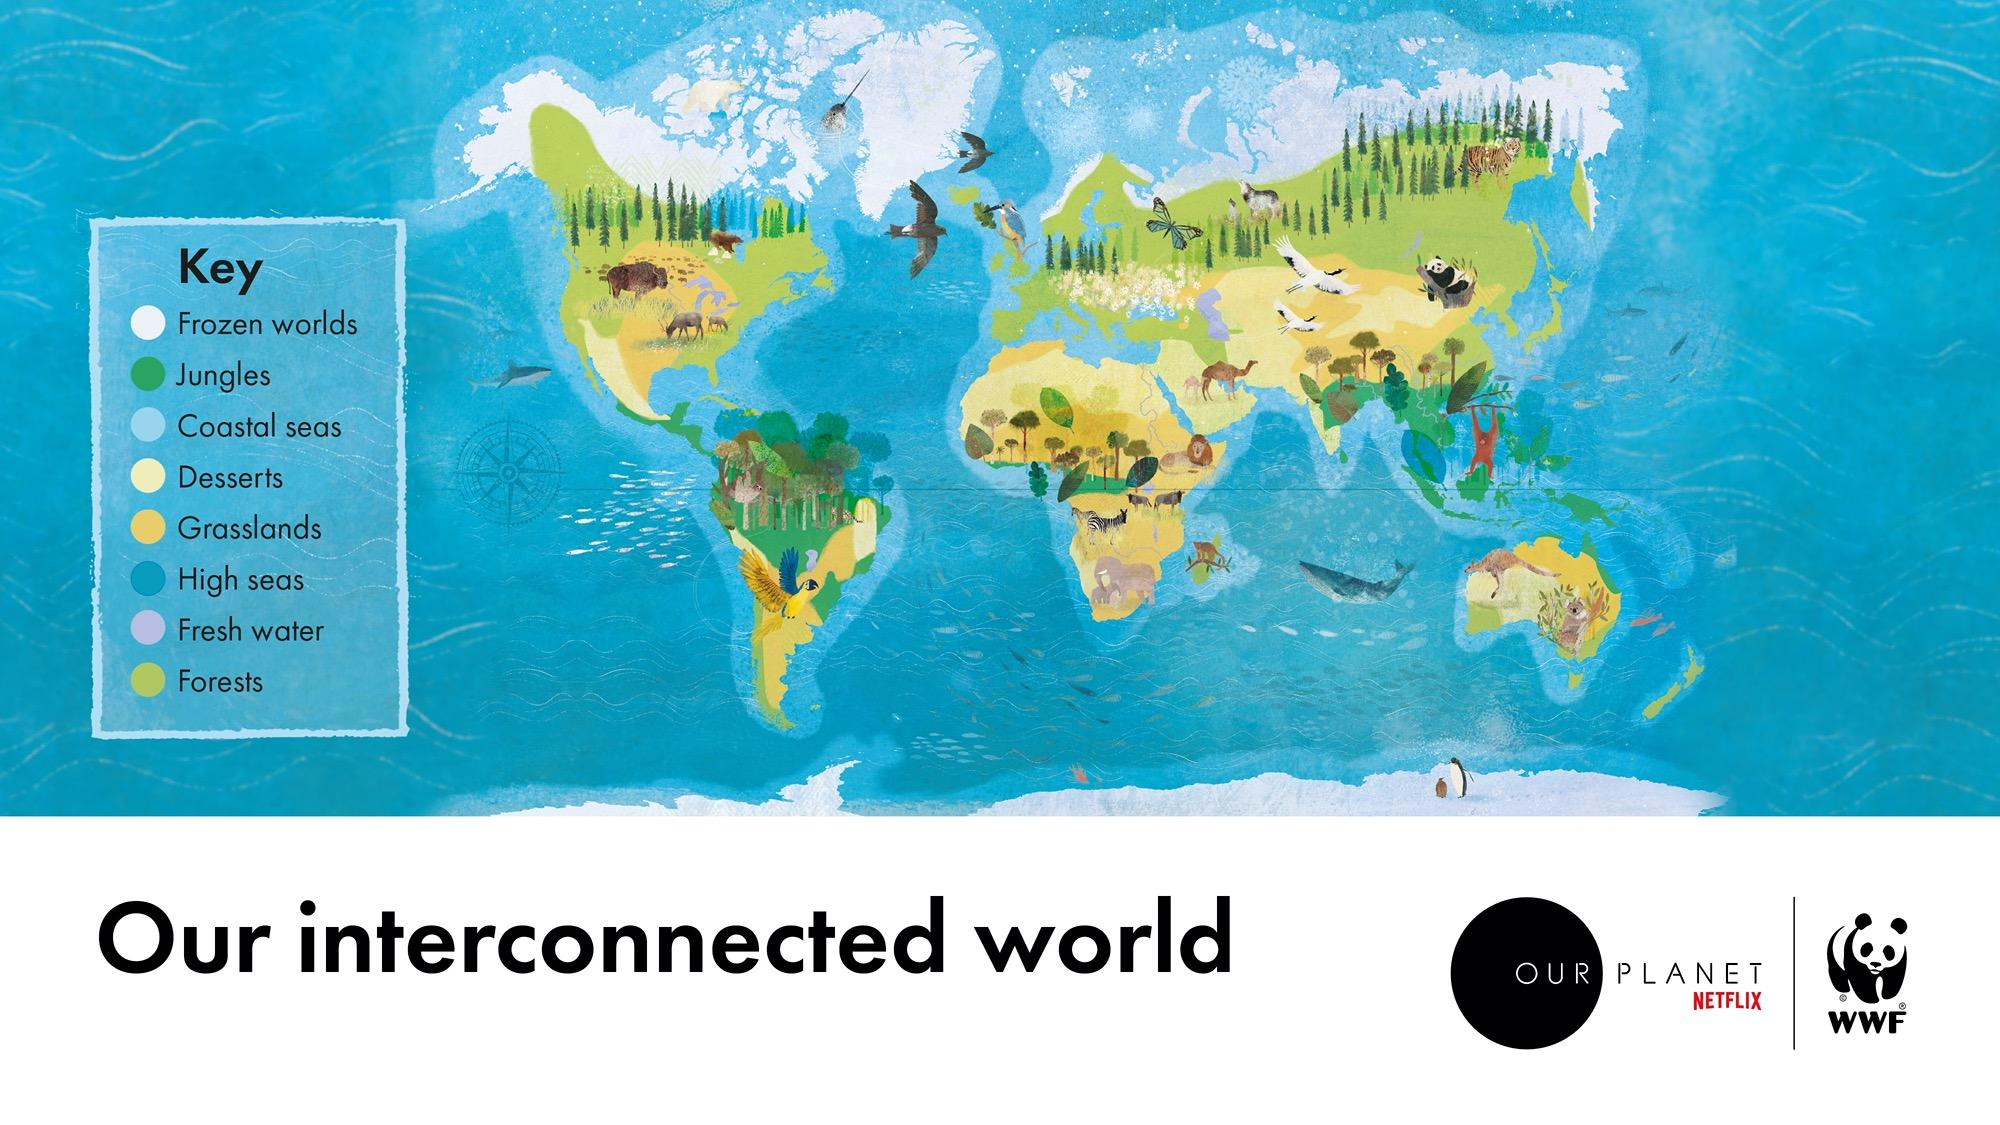 Key
Frozen worlds
Jungles
Coastal seas
Desserts
Grasslands
High seas
Fresh water
Forests
Our interconnected world
OUR PLANET
NETFLIX
©
®
WWF